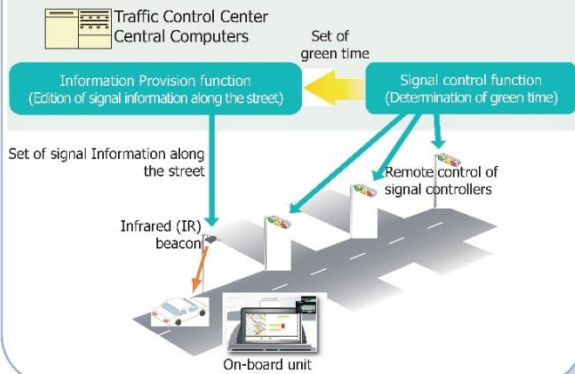 Traffic Control Center
Central Computers
Set of
green time
Information Provision function
(Edition of signal information along the street)
Signal control function
(Determination of green time)
Set of signal Information along
the street
Remote control of
signal controllers
Infrared (IR)
beacon
On-board unit